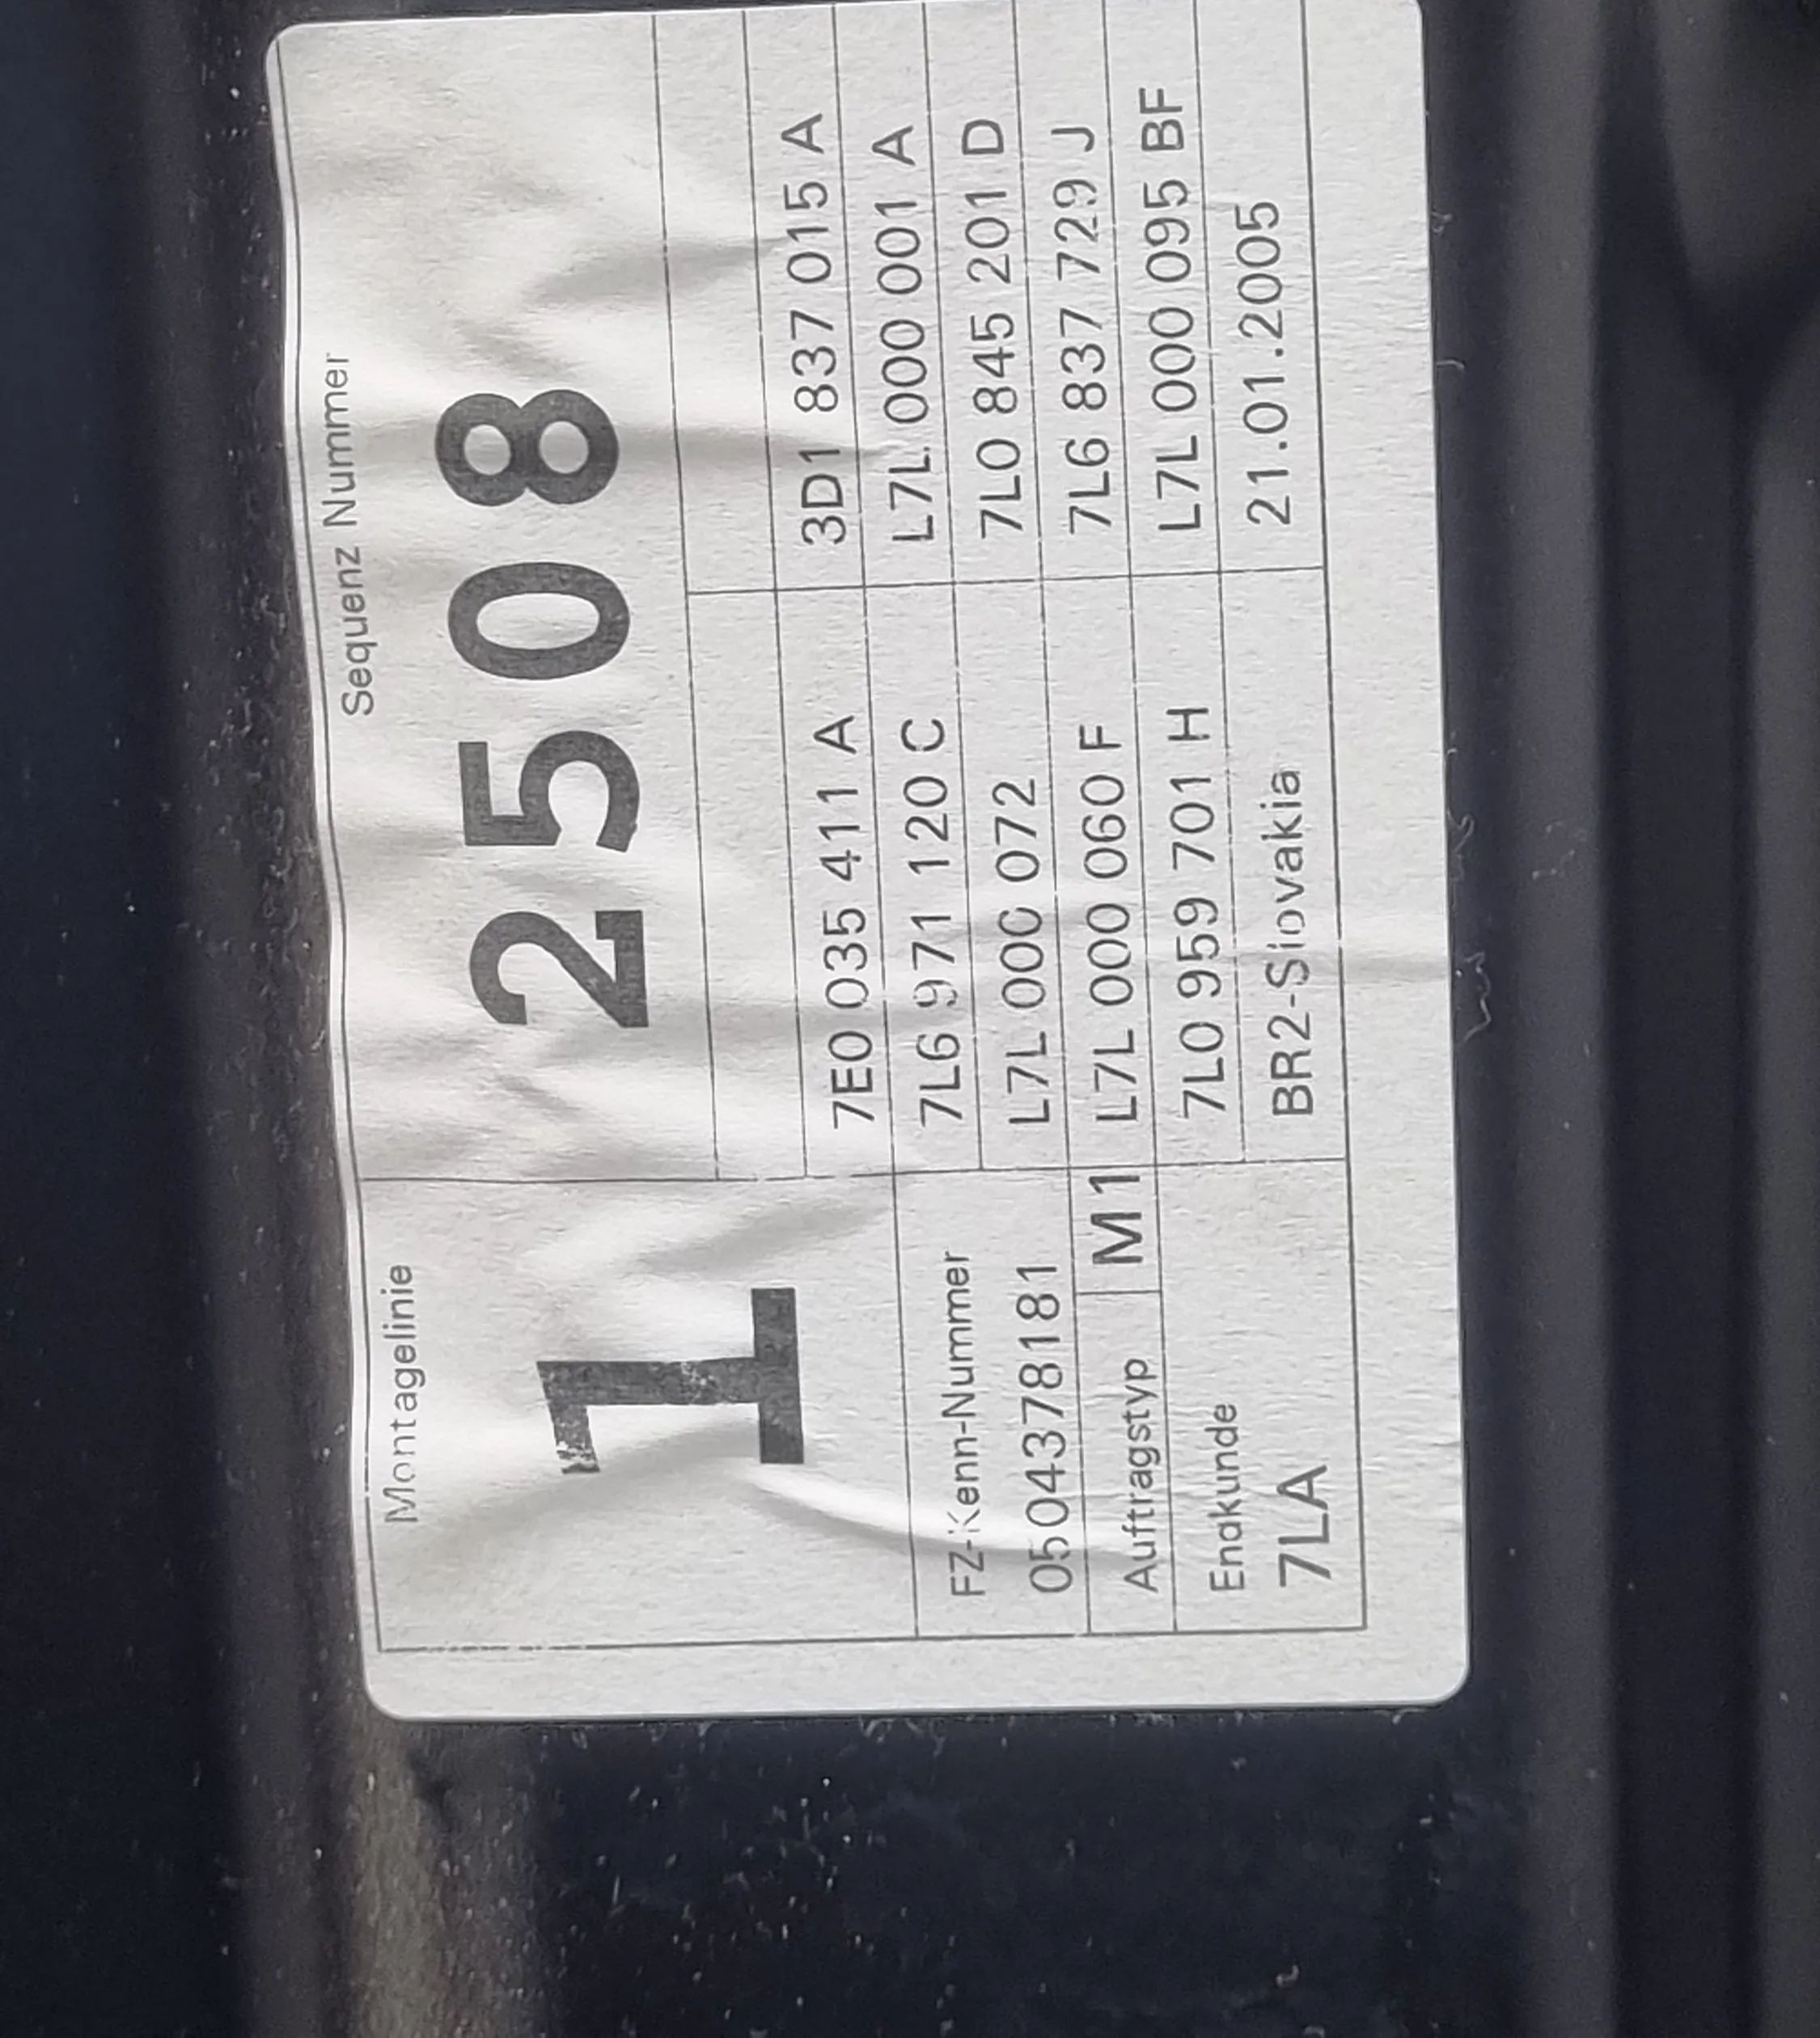 Montagelinie
Sequenz Nummer
1
2508
7E0 035 411 A
3D1 837 015 A
7L6 971 120 C
L7L 000 001 A
FZ-Kenn-Nummer
L7L 000 072
7L0 845 201 D
0504378181
Auftragstyp
M1
L7L 000 060 F
7L6 837 729 J
Endkunde
7L0 959 701 H
L7L 000 095 BF
7LA
BR2-Slovakia
21.01.2005